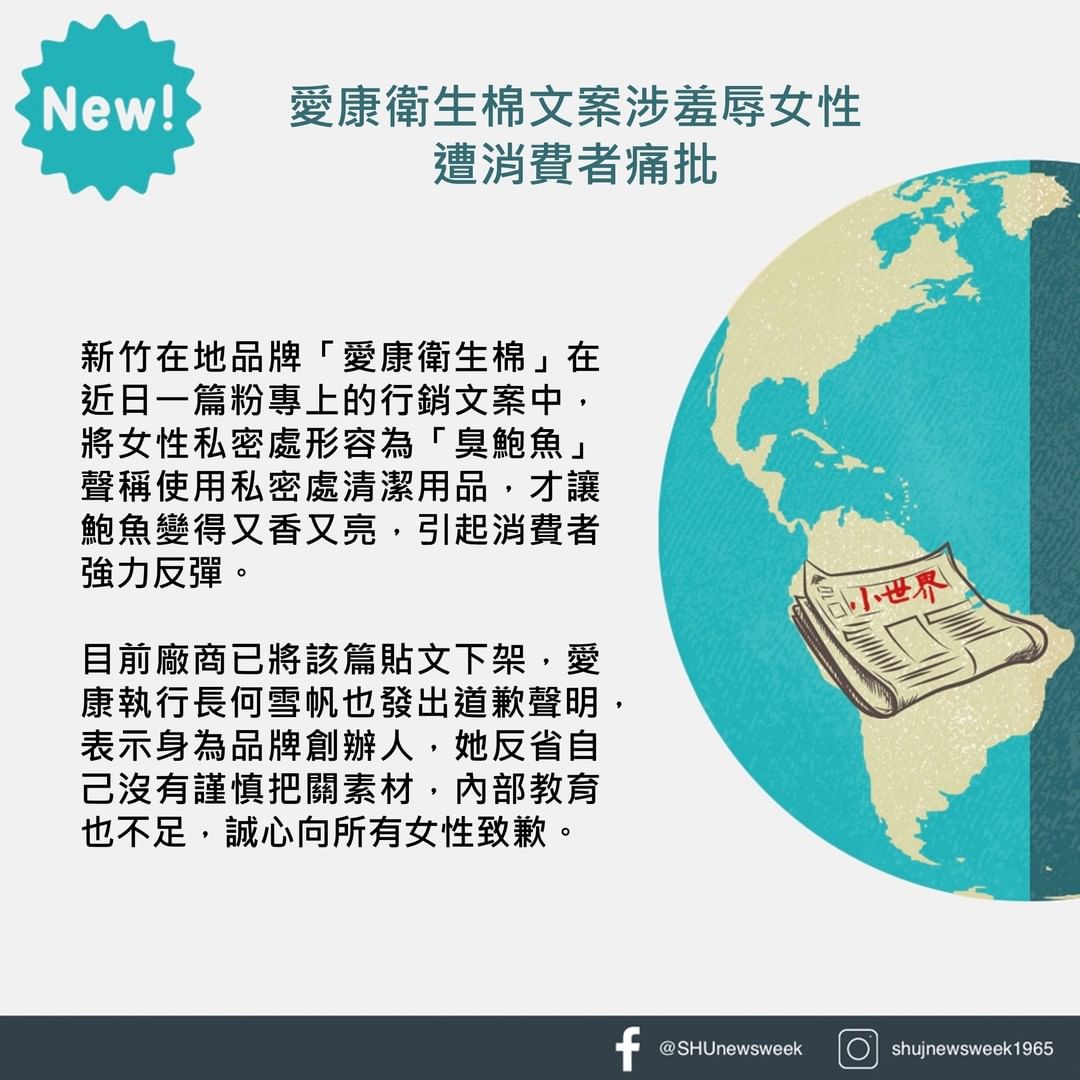 New!
愛康衛生棉文案涉羞辱女性
遭消費者痛批
新竹在地品牌「愛康衛生棉」在
近日一篇粉專上的行銷文案中，
將女性私密處形容為「臭鮑魚」
聲稱使用私密處清潔用品，才讓
鮑魚變得又香又亮，引起消費者
強力反彈。
目前廠商已將該篇貼文下架，愛
康執行長何雪帆也發出道歉聲明，
表示身為品牌創辦人，她反省自
己沒有謹慎把關素材，內部教育
也不足，誠心向所有女性致歉。
小世界
@SHUnewsweek
shujnewsweek1965